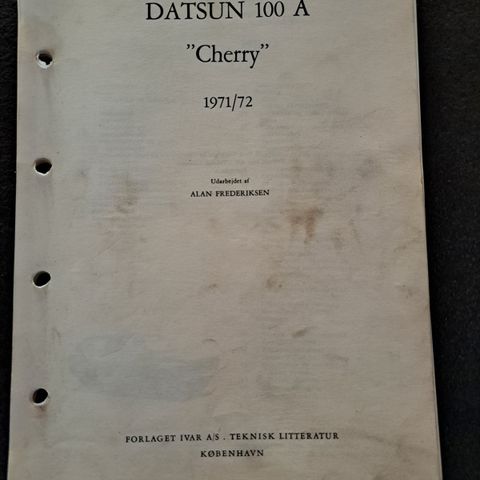 DATSUN 100 A
”Cherry”
1971/72
Udarbejdet af
ALAN FREDERIKSEN
FORLAGET IVAR A/S . TEKNISK LITTERATUR
KØBENHAVN